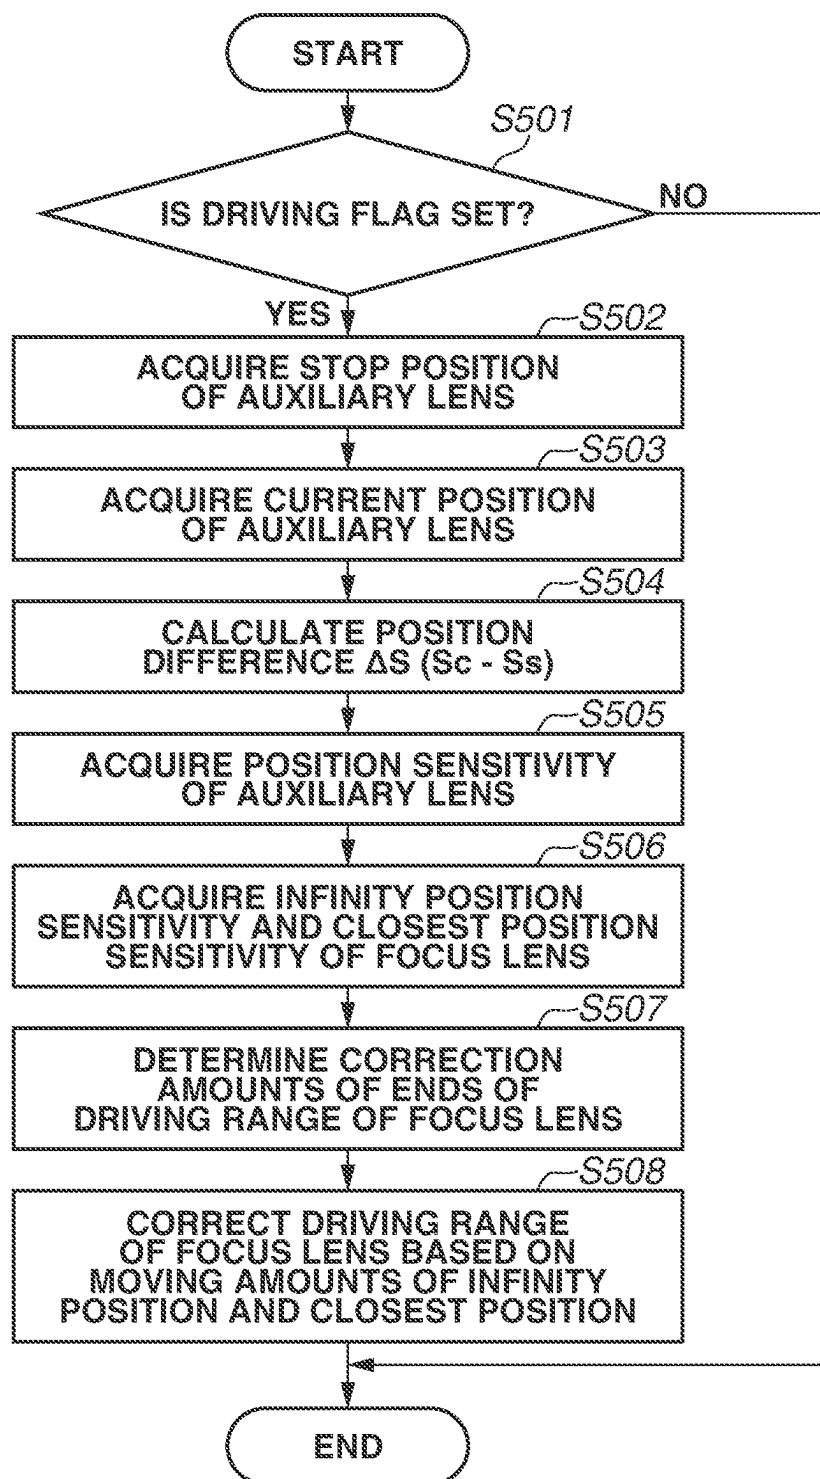 START
S501
IS DRIVING FLAG SET?
NO
YES
S502
ACQUIRE STOP POSITION
OF AUXILIARY LENS
S503
ACQUIRE CURRENT POSITION
OF AUXILIARY LENS
S504
CALCULATE POSITION
DIFFERENCE ΔS (Sc - Ss)
S505
ACQUIRE POSITION SENSITIVITY
OF AUXILIARY LENS
S506
ACQUIRE INFINITY POSITION
SENSITIVITY AND CLOSEST POSITION
SENSITIVITY OF FOCUS LENS
S507
DETERMINE CORRECTION
AMOUNTS OF ENDS OF
DRIVING RANGE OF FOCUS LENS
S508
CORRECT DRIVING RANGE
OF FOCUS LENS BASED ON
MOVING AMOUNTS OF INFINITY
POSITION AND CLOSEST POSITION
END